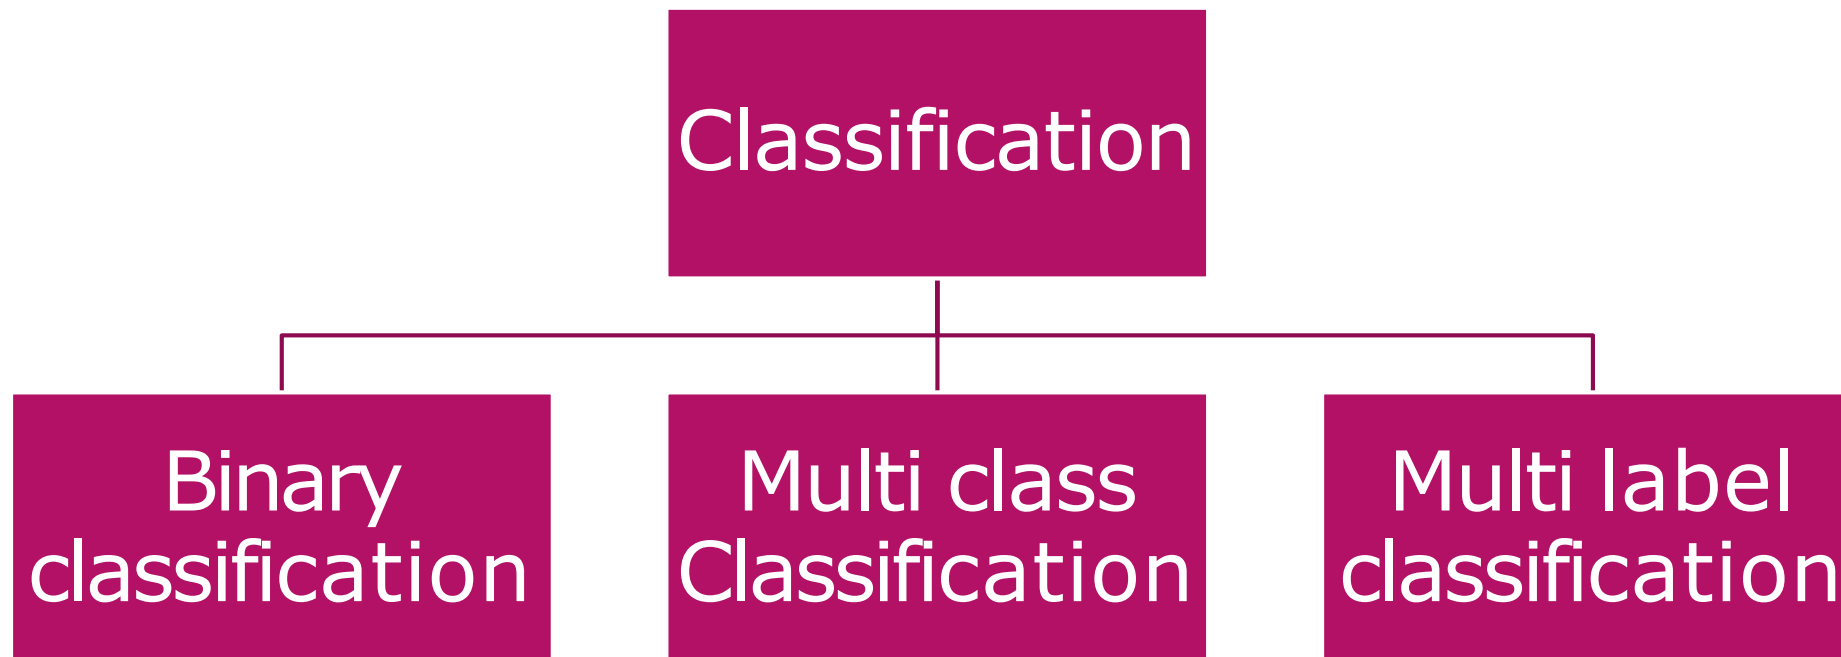 Classification
Binary
classification
Multi class
Classification
Multi label
classification